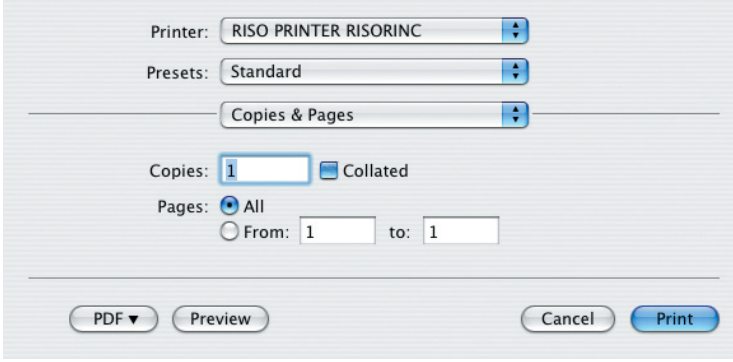 Printer: RISO PRINTER RISORINC
Presets: Standard
Copies & Pages
Copies: 1 Collated
Pages: All
From: 1 to: 1
PDF ▼ Preview Cancel Print